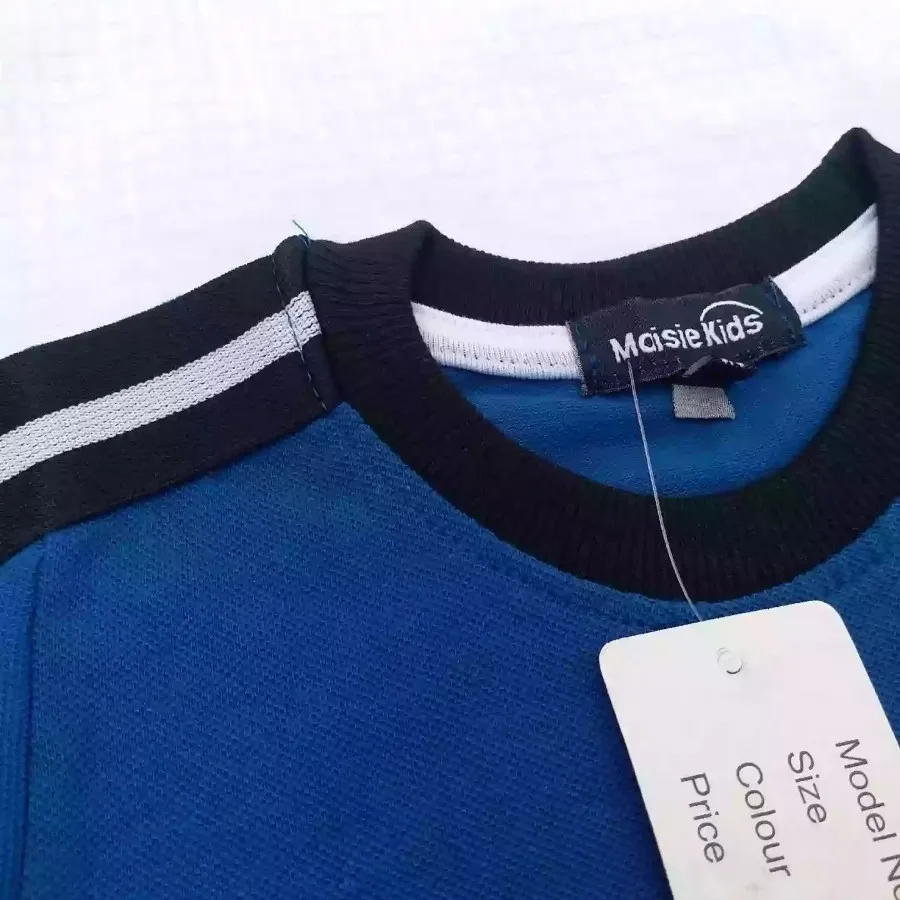 Maisie Kids
Model No
Size
Colour
Price